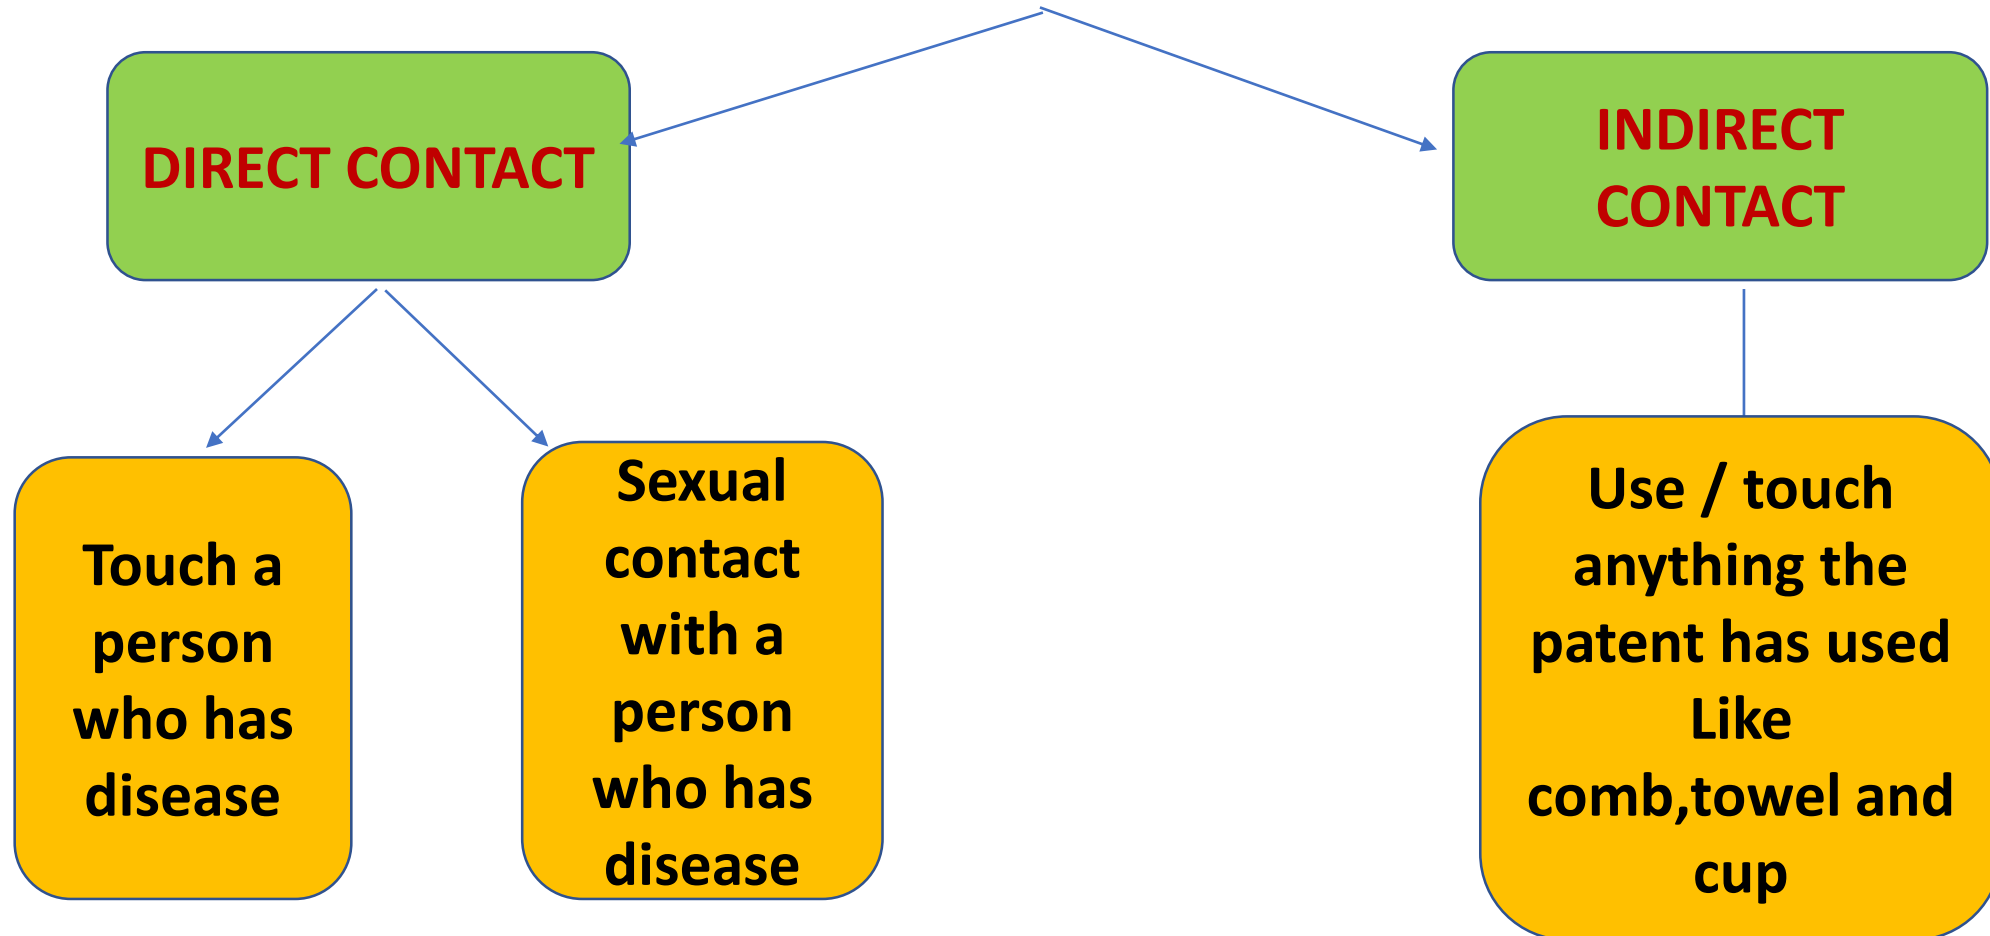 DIRECT CONTACT
INDIRECT
CONTACT
Touch a
person
who has
disease
Sexual
contact
with a
person
who has
disease
Use / touch
anything the
patent has used
Like
comb,towel and
cup